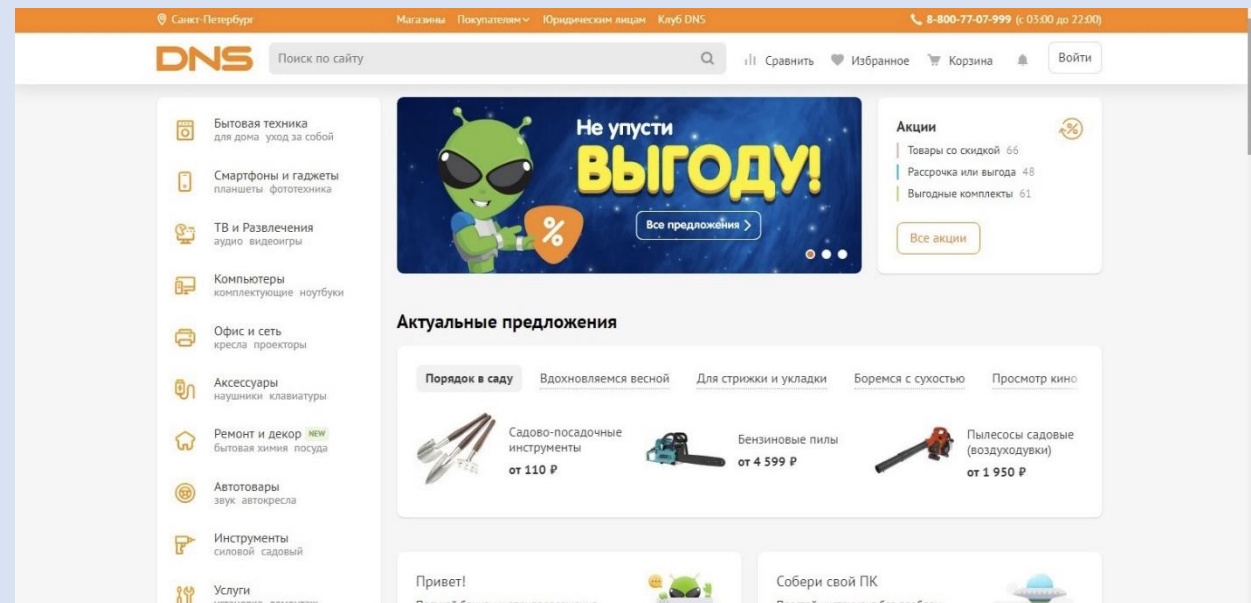 Санкт-Петербург
Магазины Покупателям Юридическим лицам Клуб DNS
8-800-77-07-999 (с 03:00 до 22:00)
DNS
Поиск по сайту
Сравнить
Избранное
Корзина
Войти
Бытовая техника
для дома уход за собой
Смартфоны и гаджеты
планшеты фототехника
ТВ и Развлечения
аудио видеоигры
Компьютеры
комплектующие ноутбуки
Офис и сеть
кресла проекторы
Аксессуары
наушники клавиатуры
Ремонт и декор NEW
бытовая химия посуда
Автотовары
звук автокресла
Инструменты
силовой садовый
Услуги
Не упусти
ВЫГОДУ!
%
Все предложения
Акции
%
Товары со скидкой 66
Рассрочка или выгода 48
Выгодные комплекты 61
Все акции
Актуальные предложения
Порядок в саду
Вдохновляемся весной
Для стрижки и укладки
Боремся с сухостью
Просмотр кино
Садово-посадочные
инструменты
от 110 ₽
Бензиновые пилы
от 4 599 ₽
Пылесосы садовые
(воздуходувки)
от 1 950 ₽
Привет!
Собери свой ПК